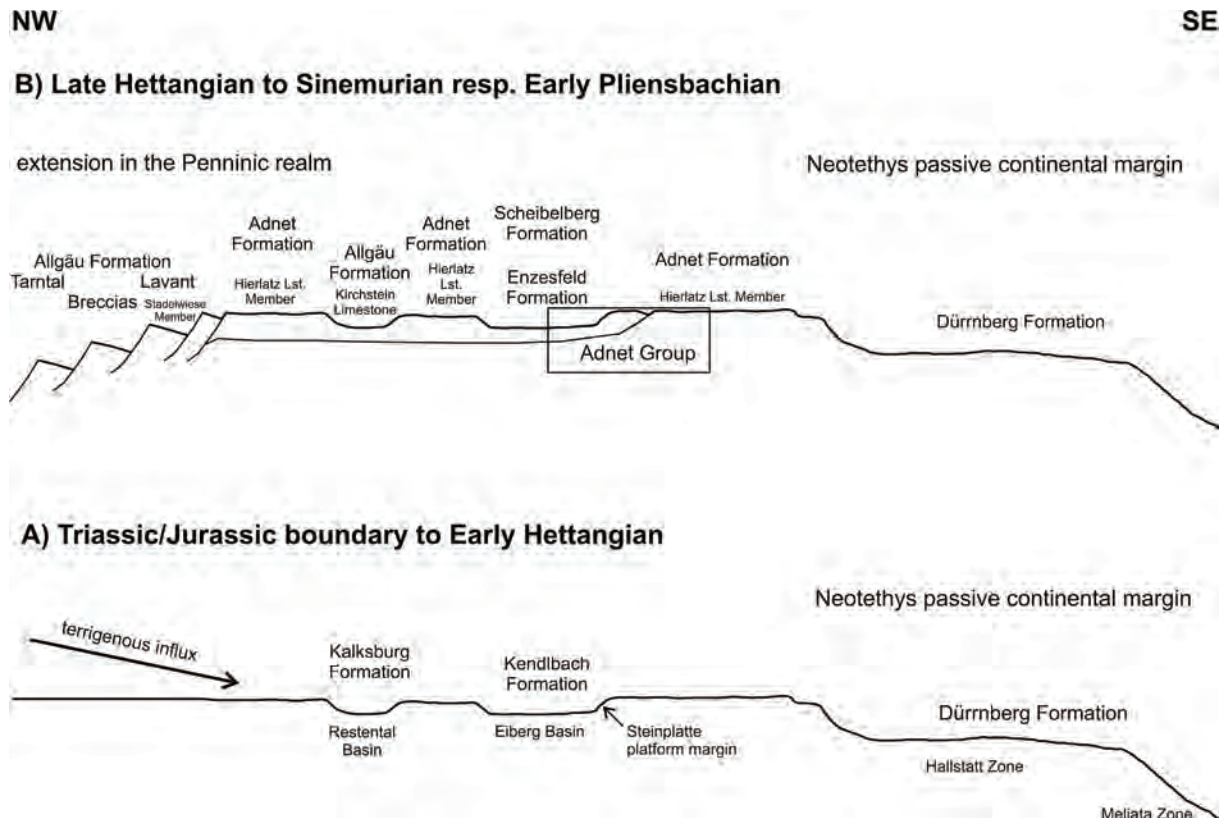 NW
SE
B) Late Hettangian to Sinemurian resp. Early Pliensbachian
extension in the Penninic realm
Neotethys passive continental margin
Allgäu Formation
Tarntal
Breccias
Lavant
Stadelwiese
Member
Adnet
Formation
Hierlatz Lst.
Member
Allgäu
Formation
Kirchstein
Limestone
Adnet
Formation
Hierlatz
Lst.
Member
Scheibelberg
Formation
Enzesfeld
Formation
Adnet Formation
Hierlatz Lst. Member
Adnet Group
Dürrnberg Formation
A) Triassic/Jurassic boundary to Early Hettangian
Neotethys passive continental margin
terrigenous influx
Kalksburg
Formation
Restental
Basin
Kendlbach
Formation
Eiberg Basin
Steinplatte
platform margin
Dürrnberg Formation
Hallstatt Zone
Meliata Zone